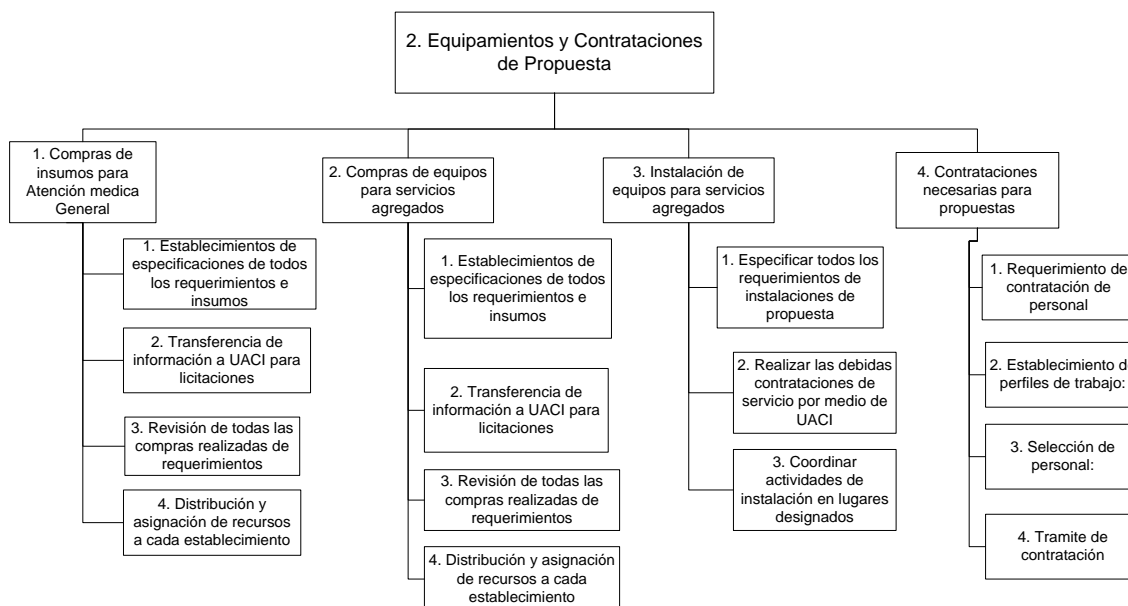 2. Equipamientos y Contrataciones
de Propuesta
1. Compras de
insumos para
Atención medica
General
1. Establecimientos de
especificaciones de todos
los requerimientos e
insumos
2. Transferencia de
información a UACI para
licitaciones
3. Revisión de todas las
compras realizadas de
requerimientos
4. Distribución y
asignación de recursos
a cada establecimiento
2. Compras de equipos
para servicios
agregados
1. Establecimientos de
especificaciones de todos
los requerimientos e
insumos
2. Transferencia de
información a UACI para
licitaciones
3. Revisión de todas las
compras realizadas de
requerimientos
4. Distribución y asignación
de recursos a cada
establecimiento
3. Instalación de
equipos para servicios
agregados
1. Especificar todos los
requerimientos de
instalaciones de
propuesta
2. Realizar las debidas
contrataciones de
servicio por medio de
UACI
3. Coordinar
actividades de
instalación en lugares
designados
4. Contrataciones
necesarias para
propuestas
1. Requerimiento de
contratación de
personal
2. Establecimiento de
perfiles de trabajo:
3. Selección de
personal:
4. Tramite de
contratación